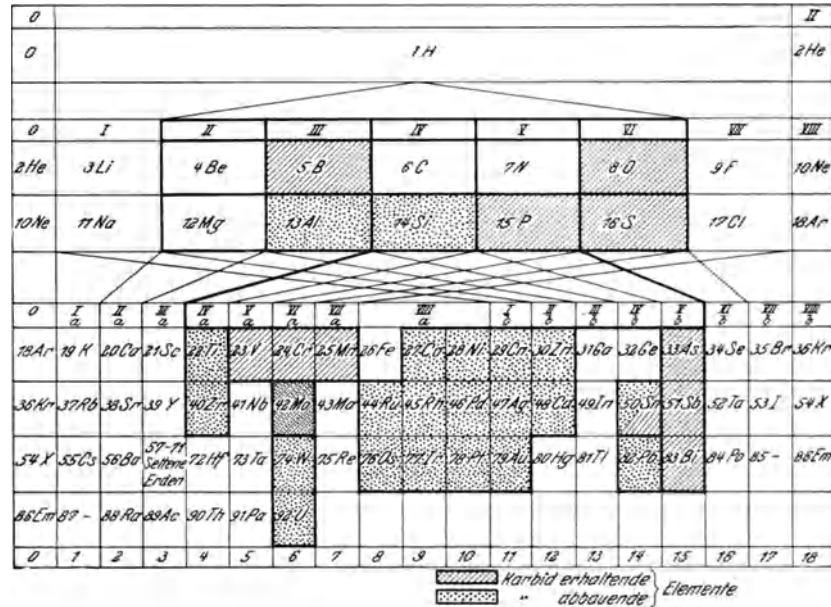 0 II
0 1 H 2 He
0 I II III IV V VI VII XIII
2 He 3 Li 4 Be 5 B 6 C 7 N 8 O 9 F 10 Ne
10 Ne 11 Na 12 Mg 13 Al 14 Si 15 P 16 S 17 Cl 18 Ar
0 I a II a III a IV a V a VI a VII a VIII a I b II b III b IV b V b VI b VII b VIII b
18 Ar 19 K 20 Ca 21 Sc 22 Ti 23 V 24 Cr 25 Mn 26 Fe 27 Co 28 Ni 29 Cn 30 Zn 31 Ga 32 Ge 33 As 34 Se 35 Br 36 Kr
36 Kr 37 Rb 38 Sr 39 Y 40 Zr 41 Nb 42 Mo 43 Ma 44 Ru 45 Rh 46 Pd 47 Ag 48 Cd 49 In 50 Sn 51 Sb 52 Ta 53 J 54 X
54 X 55 Cs 56 Ba 57-71 Seltene Erden 72 Hf 73 Ta 74 W 75 Re 76 Os 77 Ir 78 Pt 79 Au 80 Hg 81 Tl 82 Pb 83 Bi 84 Po 85 - 86 Em
86 Em 87 - 88 Ra 89 Ac 90 Th 91 Pa 92 U
0 1 2 3 4 5 6 7 8 9 10 11 12 13 14 15 16 17 18
Karbid erhaltende
" abbauende } Elemente